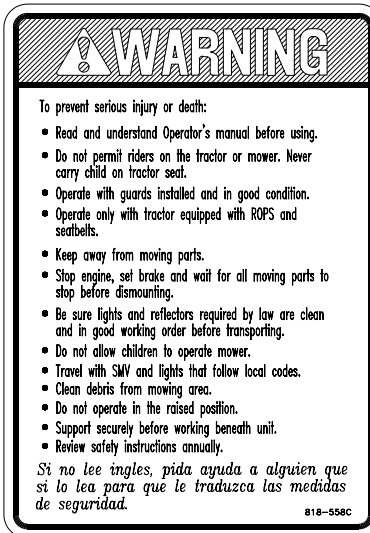 WARNING
To prevent serious injury or death:
• Read and understand Operator's manual before using.
• Do not permit riders on the tractor or mower. Never
carry child on tractor seat.
• Operate with guards installed and in good condition.
• Operate only with tractor equipped with ROPS and
seatbelts.
• Keep away from moving parts.
• Stop engine, set brake and wait for all moving parts to
stop before dismounting.
• Be sure lights and reflectors required by law are clean
and in good working order before transporting.
• Do not allow children to operate mower.
• Travel with SMV and lights that follow local codes.
• Clean debris from mowing area.
• Do not operate in the raised position.
• Support securely before working beneath unit.
• Review safety instructions annually.
Si no lee ingles, pida ayuda a alguien que
si lo lea para que le traduzca las medidas
de seguridad.
818-558C